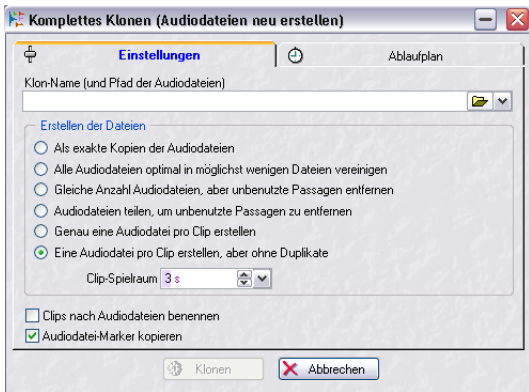 Komplettes Klonen (Audiodateien neu erstellen)
Einstellungen
Ablaufplan
Klon-Name (und Pfad der Audiodateien)
Erstellen der Dateien
Als exakte Kopien der Audiodateien
Alle Audiodateien optimal in möglichst wenigen Dateien vereinigen
Gleiche Anzahl Audiodateien, aber unbenutzte Passagen entfernen
Audiodateien teilen, um unbenutzte Passagen zu entfernen
Genau eine Audiodatei pro Clip erstellen
Eine Audiodatei pro Clip erstellen, aber ohne Duplikate
Clip-Spielraum 3 s
Clips nach Audiodateien benennen
Audiodatei-Marker kopieren
Klonen
Abbrechen